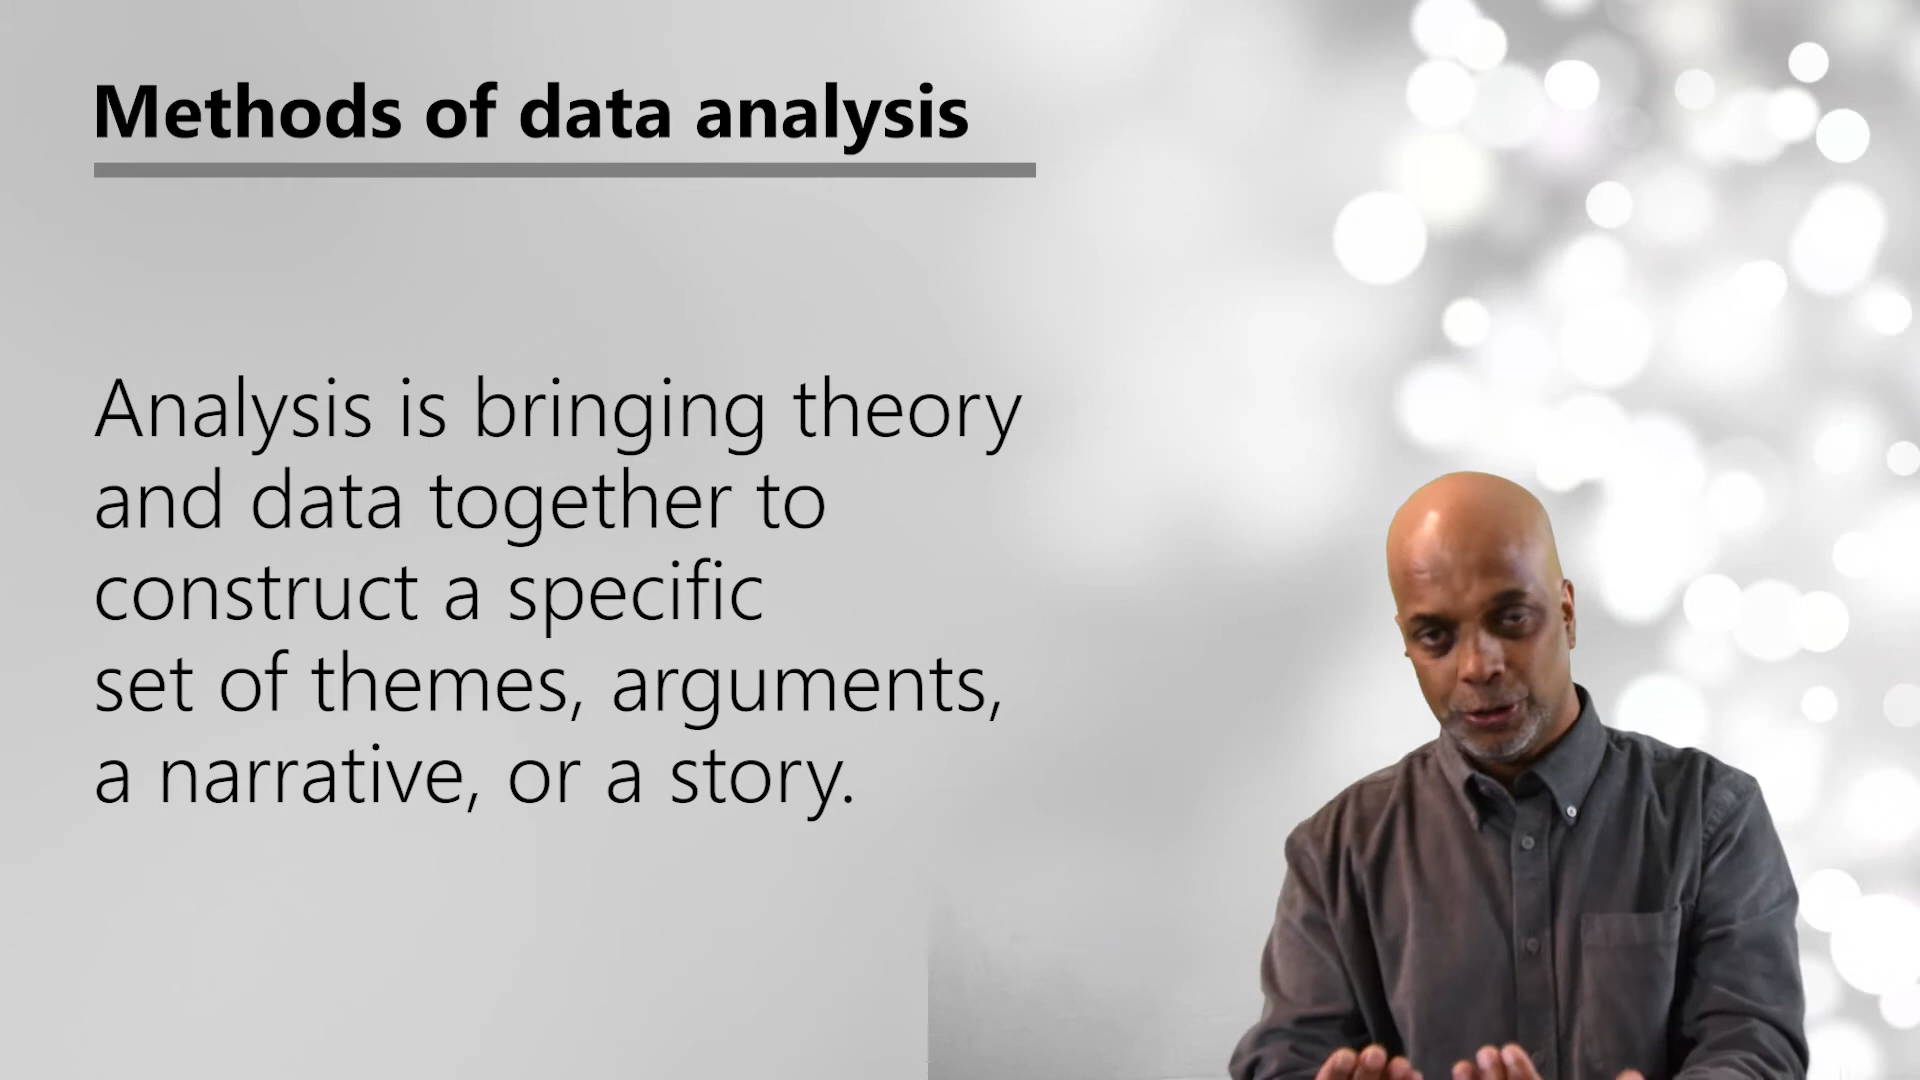 Methods of data analysis
Analysis is bringing theory
and data together to
construct a specific
set of themes, arguments,
a narrative, or a story.